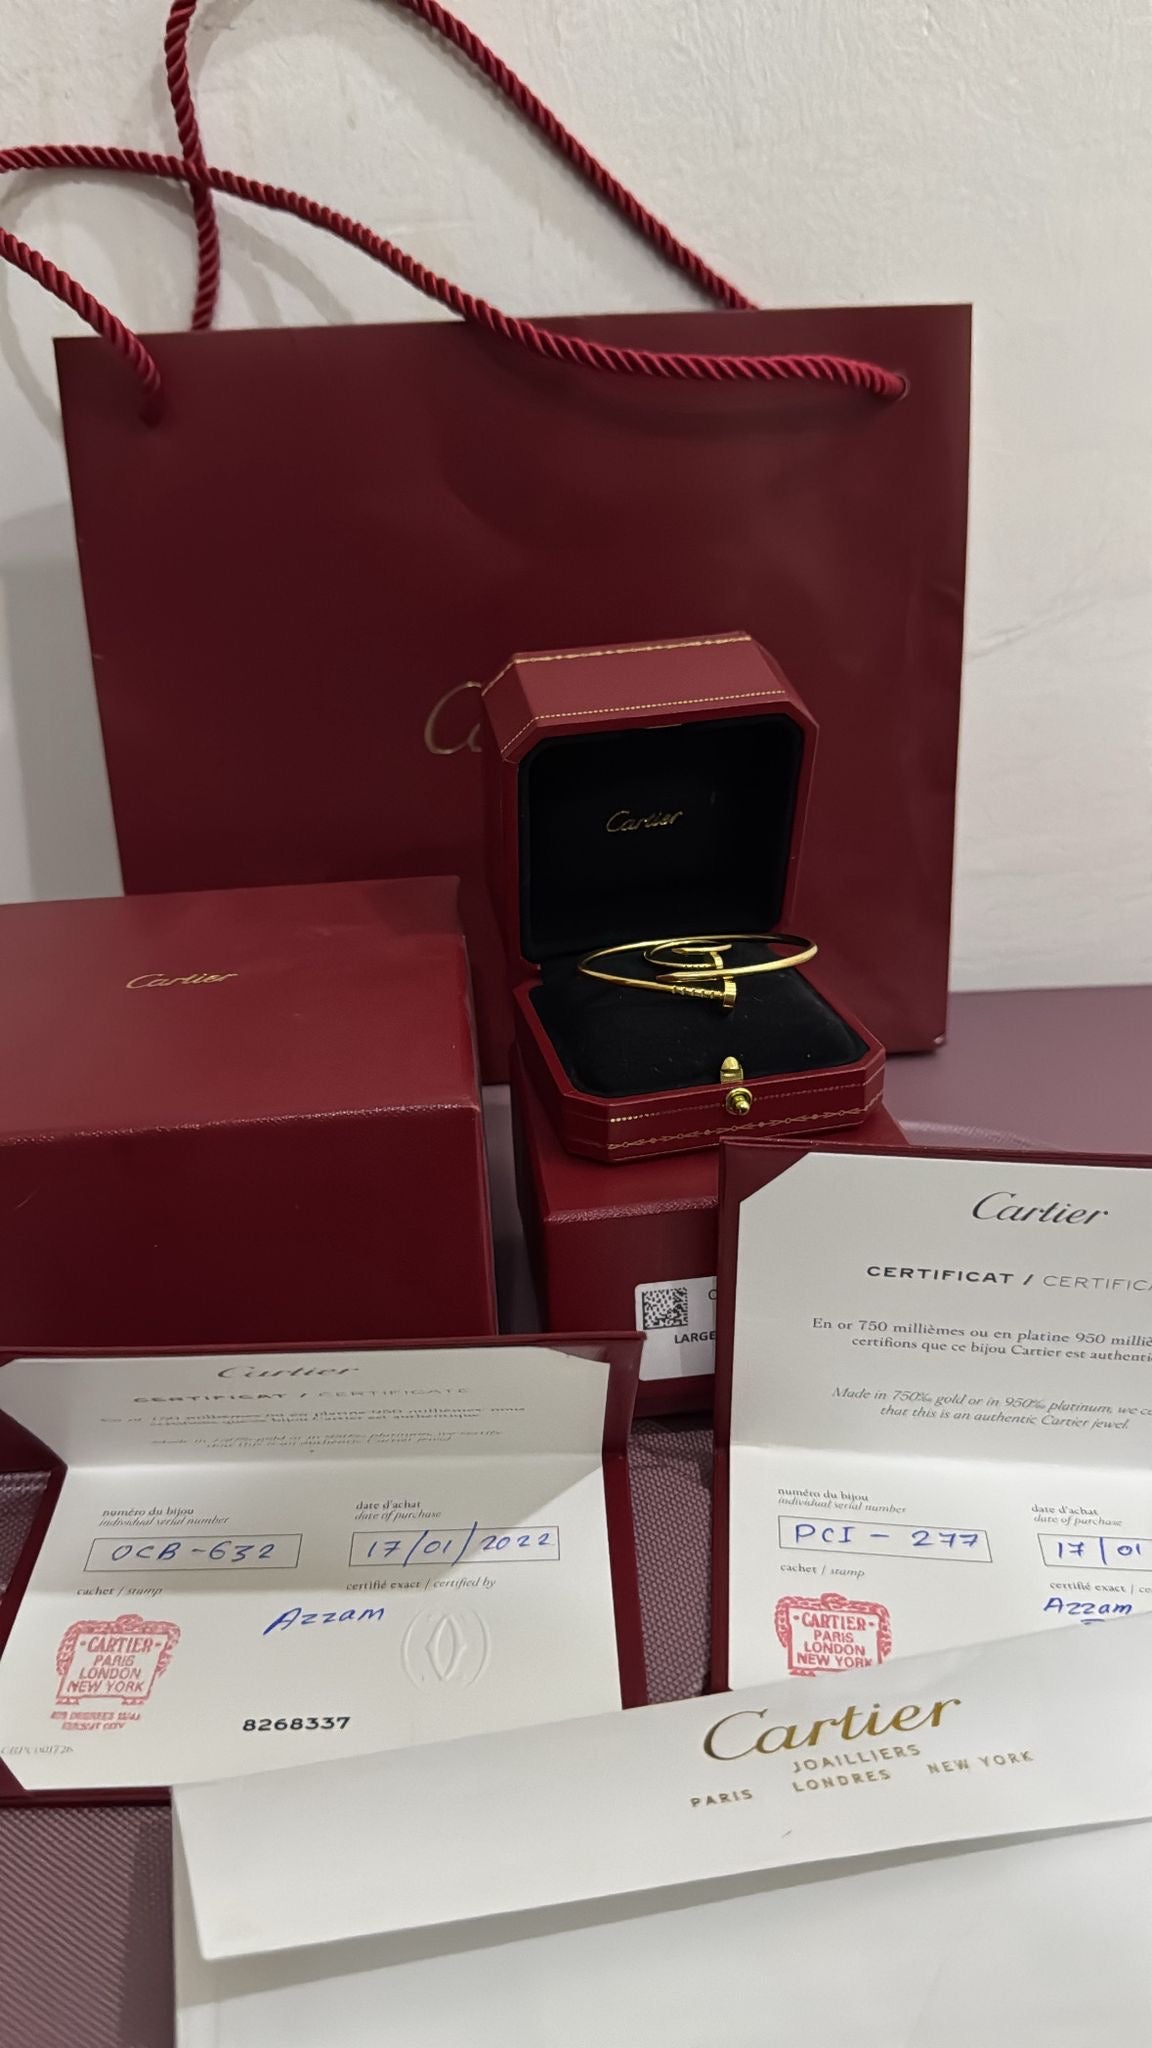 Cartier
Cartier
C
LARGE
Cartier
CERTIFICAT / CERTIFICA
En or 750 millièmes ou en platine 950 milliè
certifions que ce bijou Cartier est authenti
Made in 750‰ gold or in 950‰ platinum, we ce
that this is an authentic Cartier jewel.
numéro du bijou
individual serial number
PCI - 277
date d'achat
date of purchase
17/01
cachet / stamp
certifié exact / ce
Azzam
CARTIER
PARIS
LONDON
NEW YORK
Cartier
CERTIFICAT / CERTIFICATE
numéro du bijou
individual serial number
OCB-632
date d'achat
date of purchase
17/01/2022
cachet / stamp
certifié exact / certified by
Azzam
CARTIER
PARIS
LONDON
NEW YORK
8268337
Cartier
JOAILLIERS
PARIS LONDRES NEW YORK